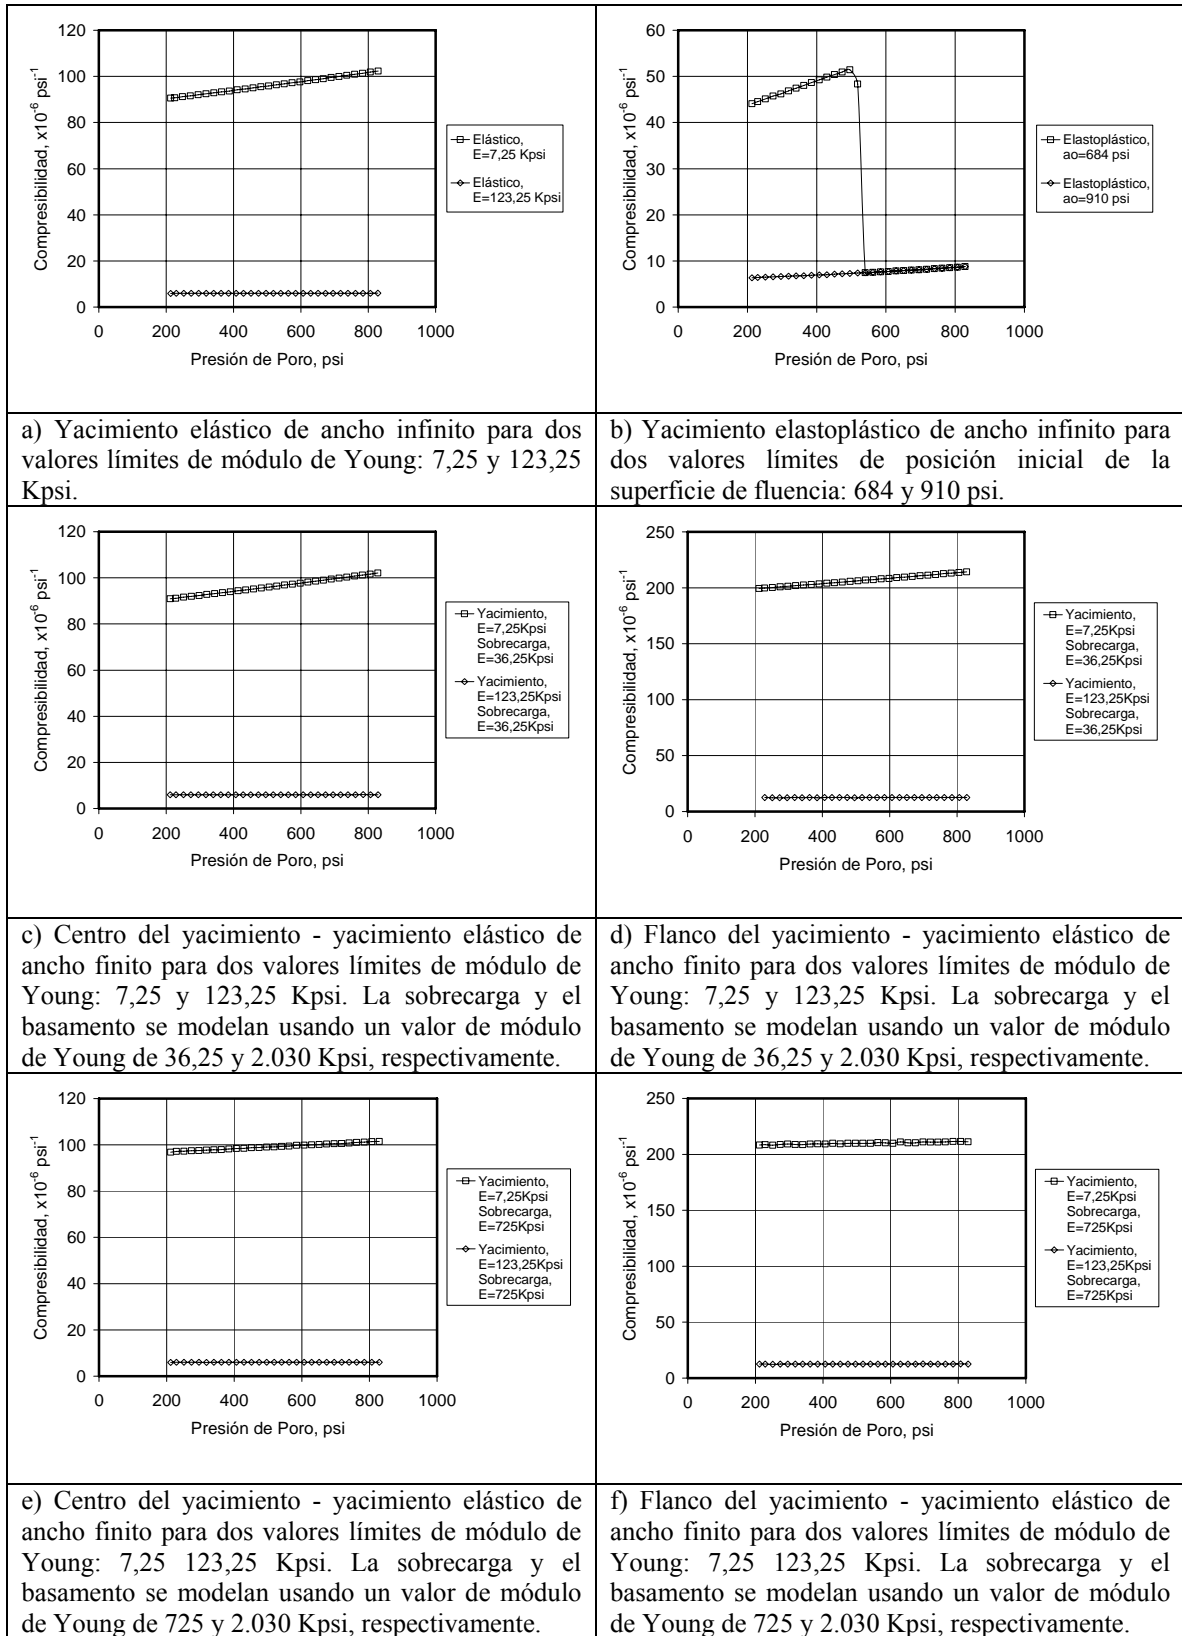 120
100
80
60
40
20
0
0 200 400 600 800 1000
Compresibilidad, x10-6 psi-1
Presión de Poro, psi
Elástico,
E=7,25 Kpsi
Elástico,
E=123,25 Kpsi
60
50
40
30
20
10
0
0 200 400 600 800 1000
Compresibilidad, x10-6 psi-1
Presión de Poro, psi
Elastoplástico,
ao=684 psi
Elastoplástico,
ao=910 psi
a) Yacimiento elástico de ancho infinito para dos
valores límites de módulo de Young: 7,25 y 123,25
Kpsi.
b) Yacimiento elastoplástico de ancho infinito para
dos valores límites de posición inicial de la
superficie de fluencia: 684 y 910 psi.
120
100
80
60
40
20
0
0 200 400 600 800 1000
Compresibilidad, x10-6 psi-1
Presión de Poro, psi
Yacimiento,
E=7,25Kpsi
Sobrecarga,
E=36,25Kpsi
Yacimiento,
E=123,25Kpsi
Sobrecarga,
E=36,25Kpsi
250
200
150
100
50
0
0 200 400 600 800 1000
Compresibilidad, x10-6 psi-1
Presión de Poro, psi
Yacimiento,
E=7,25Kpsi
Sobrecarga,
E=36,25Kpsi
Yacimiento,
E=123,25Kpsi
Sobrecarga,
E=36,25Kpsi
c) Centro del yacimiento - yacimiento elástico de
ancho finito para dos valores límites de módulo de
Young: 7,25 y 123,25 Kpsi. La sobrecarga y el
basamento se modelan usando un valor de módulo
de Young de 36,25 y 2.030 Kpsi, respectivamente.
d) Flanco del yacimiento - yacimiento elástico de
ancho finito para dos valores límites de módulo de
Young: 7,25 y 123,25 Kpsi. La sobrecarga y el
basamento se modelan usando un valor de módulo
de Young de 36,25 y 2.030 Kpsi, respectivamente.
120
100
80
60
40
20
0
0 200 400 600 800 1000
Compresibilidad, x10-6 psi-1
Presión de Poro, psi
Yacimiento,
E=7,25Kpsi
Sobrecarga,
E=725Kpsi
Yacimiento,
E=123,25Kpsi
Sobrecarga,
E=725Kpsi
250
200
150
100
50
0
0 200 400 600 800 1000
Compresibilidad, x10-6 psi-1
Presión de Poro, psi
Yacimiento,
E=7,25Kpsi
Sobrecarga,
E=725Kpsi
Yacimiento,
E=123,25Kpsi
Sobrecarga,
E=725Kpsi
e) Centro del yacimiento - yacimiento elástico de
ancho finito para dos valores límites de módulo de
Young: 7,25 123,25 Kpsi. La sobrecarga y el
basamento se modelan usando un valor de módulo
de Young de 725 y 2.030 Kpsi, respectivamente.
f) Flanco del yacimiento - yacimiento elástico de
ancho finito para dos valores límites de módulo de
Young: 7,25 123,25 Kpsi. La sobrecarga y el
basamento se modelan usando un valor de módulo
de Young de 725 y 2.030 Kpsi, respectivamente.